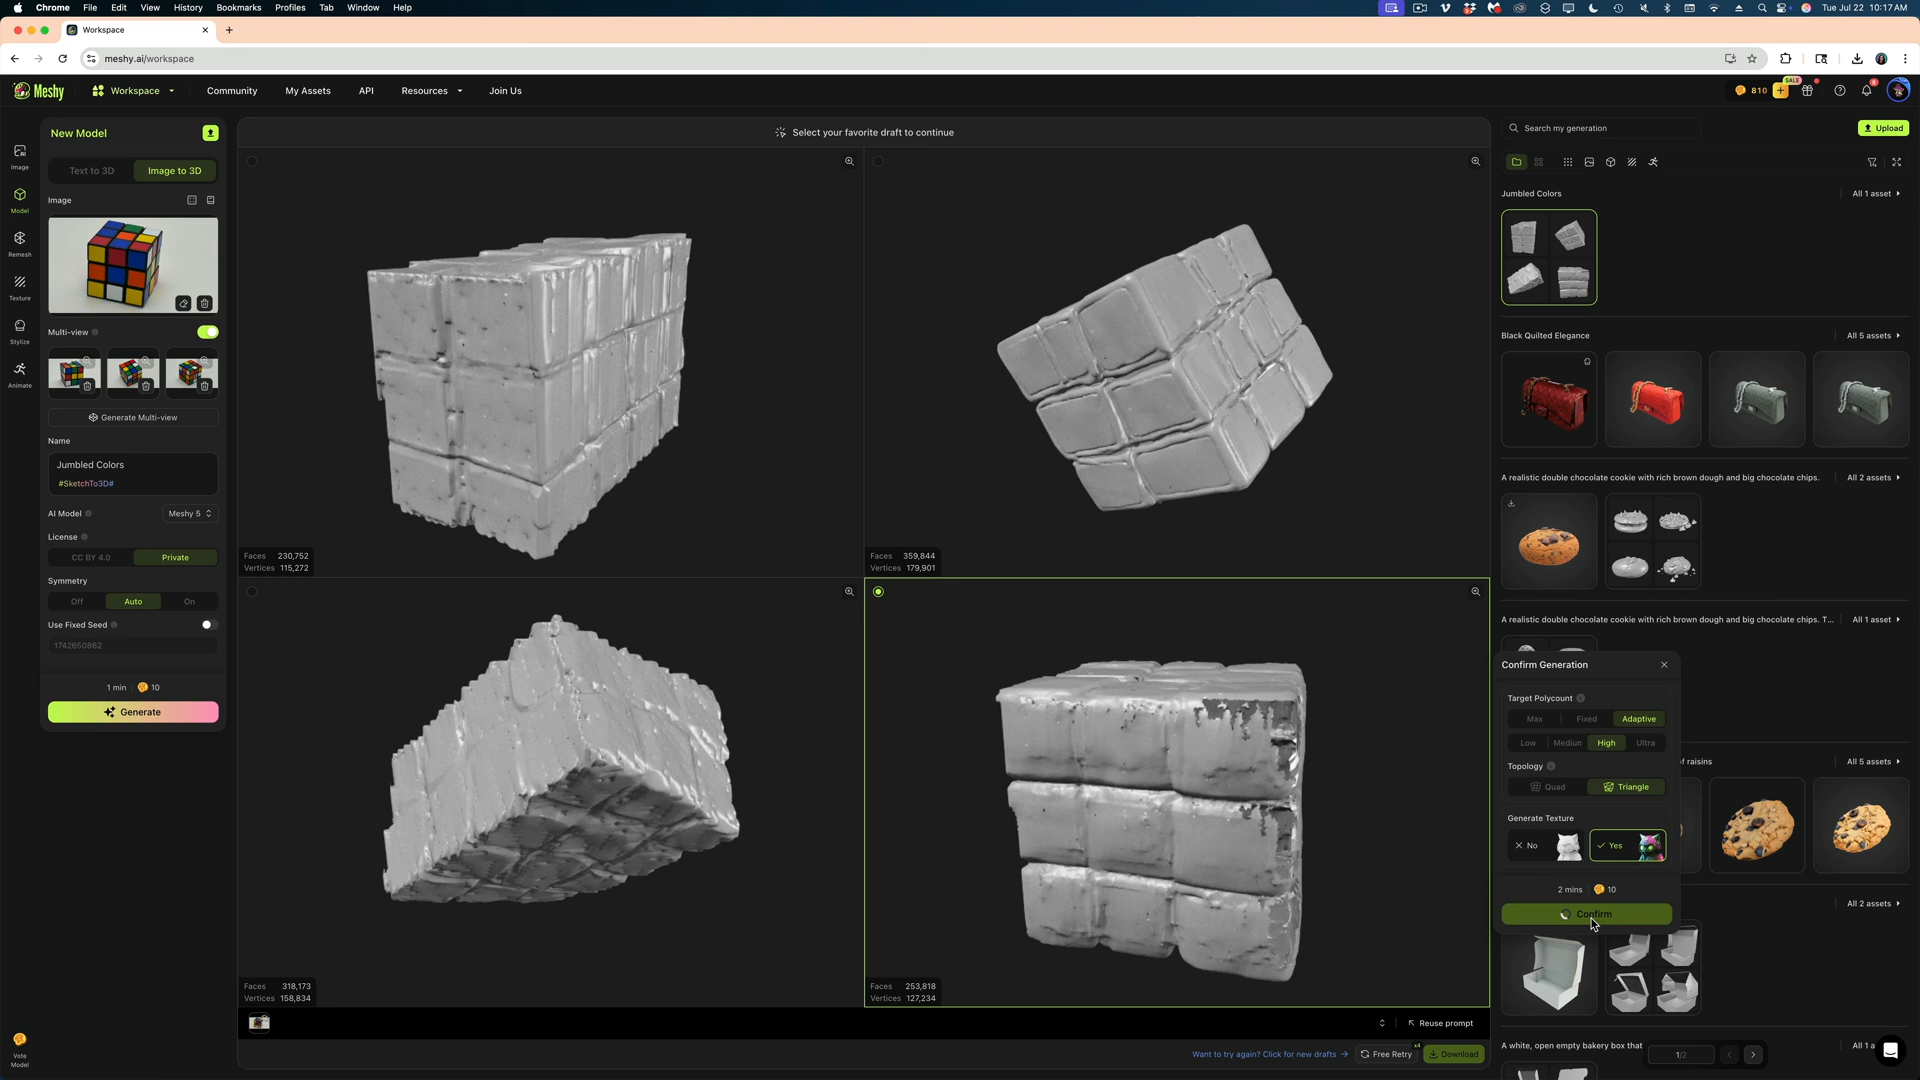 Chrome File Edit View History Bookmarks Profiles Tab Window Help
Tue Jul 22 10:17 AM
Workspace
meshy.ai/workspace
Meshy
Workspace
Community
My Assets
API
Resources
Join Us
810
SALE
New Model
Select your favorite draft to continue
Search my generation
Upload
Image
Model
Remesh
Texture
Stylize
Animate
Vote
Model
Text to 3D
Image to 3D
Image
Multi-view
Generate Multi-view
Name
Jumbled Colors
#SketchTo3D#
AI Model
Meshy 5
License
CC BY 4.0
Private
Symmetry
Off
Auto
On
Use Fixed Seed
1742650862
1 min
10
Generate
Faces 230,752
Vertices 115,272
Faces 359,844
Vertices 179,901
Faces 318,173
Vertices 158,834
Faces 253,818
Vertices 127,234
Reuse prompt
Want to try again? Click for new drafts →
Free Retry
x4
Download
Jumbled Colors
All 1 asset
Black Quilted Elegance
All 5 assets
A realistic double chocolate cookie with rich brown dough and big chocolate chips.
All 2 assets
A realistic double chocolate cookie with rich brown dough and big chocolate chips. T...
All 1 asset
Confirm Generation
Target Polycount
Max
Fixed
Adaptive
Low
Medium
High
Ultra
Topology
Quad
Triangle
Generate Texture
No
Yes
2 mins
10
Confirm
of raisins
All 5 assets
All 2 assets
A white, open empty bakery box that
All 1 a
1/2